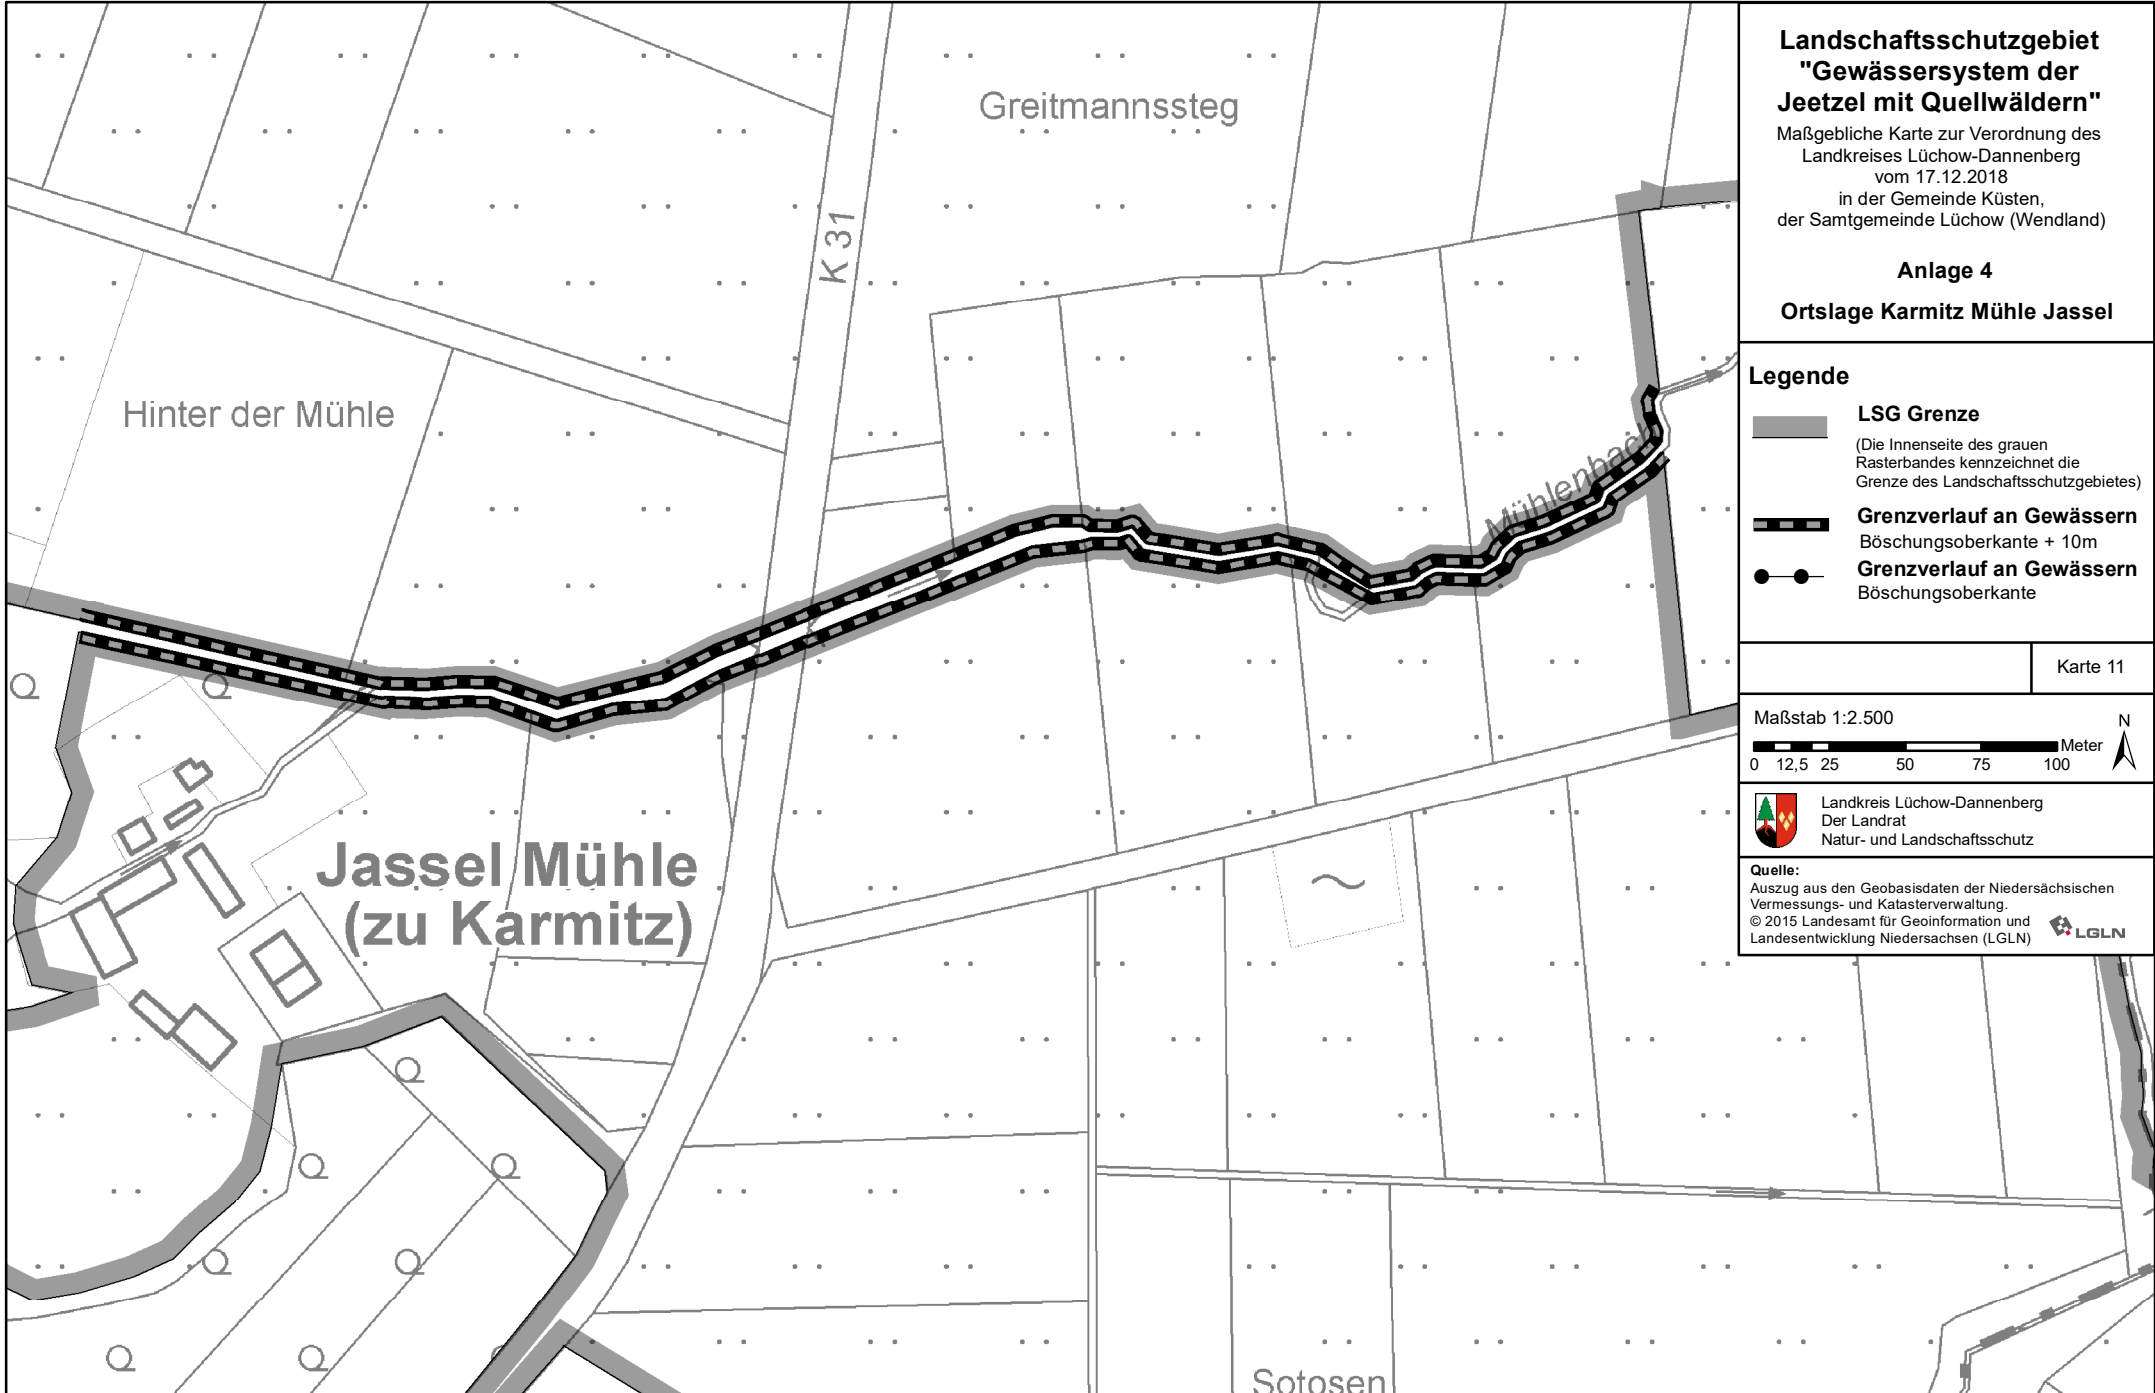 Greitmannssteg
K 31
Hinter der Mühle
Mühlenbach
Jassel Mühle
(zu Karmitz)
Sotosen
Landschaftsschutzgebiet
"Gewässersystem der
Jeetzel mit Quellwäldern"
Maßgebliche Karte zur Verordnung des
Landkreises Lüchow-Dannenberg
vom 17.12.2018
in der Gemeinde Küsten,
der Samtgemeinde Lüchow (Wendland)
Anlage 4
Ortslage Karmitz Mühle Jassel
Legende
LSG Grenze
(Die Innenseite des grauen
Rasterbandes kennzeichnet die
Grenze des Landschaftsschutzgebietes)
Grenzverlauf an Gewässern
Böschungsoberkante + 10m
Grenzverlauf an Gewässern
Böschungsoberkante
Karte 11
Maßstab 1:2.500
N
Meter
0 12,5 25 50 75 100
Landkreis Lüchow-Dannenberg
Der Landrat
Natur- und Landschaftsschutz
Quelle:
Auszug aus den Geobasisdaten der Niedersächsischen
Vermessungs- und Katasterverwaltung.
© 2015 Landesamt für Geoinformation und
Landesentwicklung Niedersachsen (LGLN)
LGLN